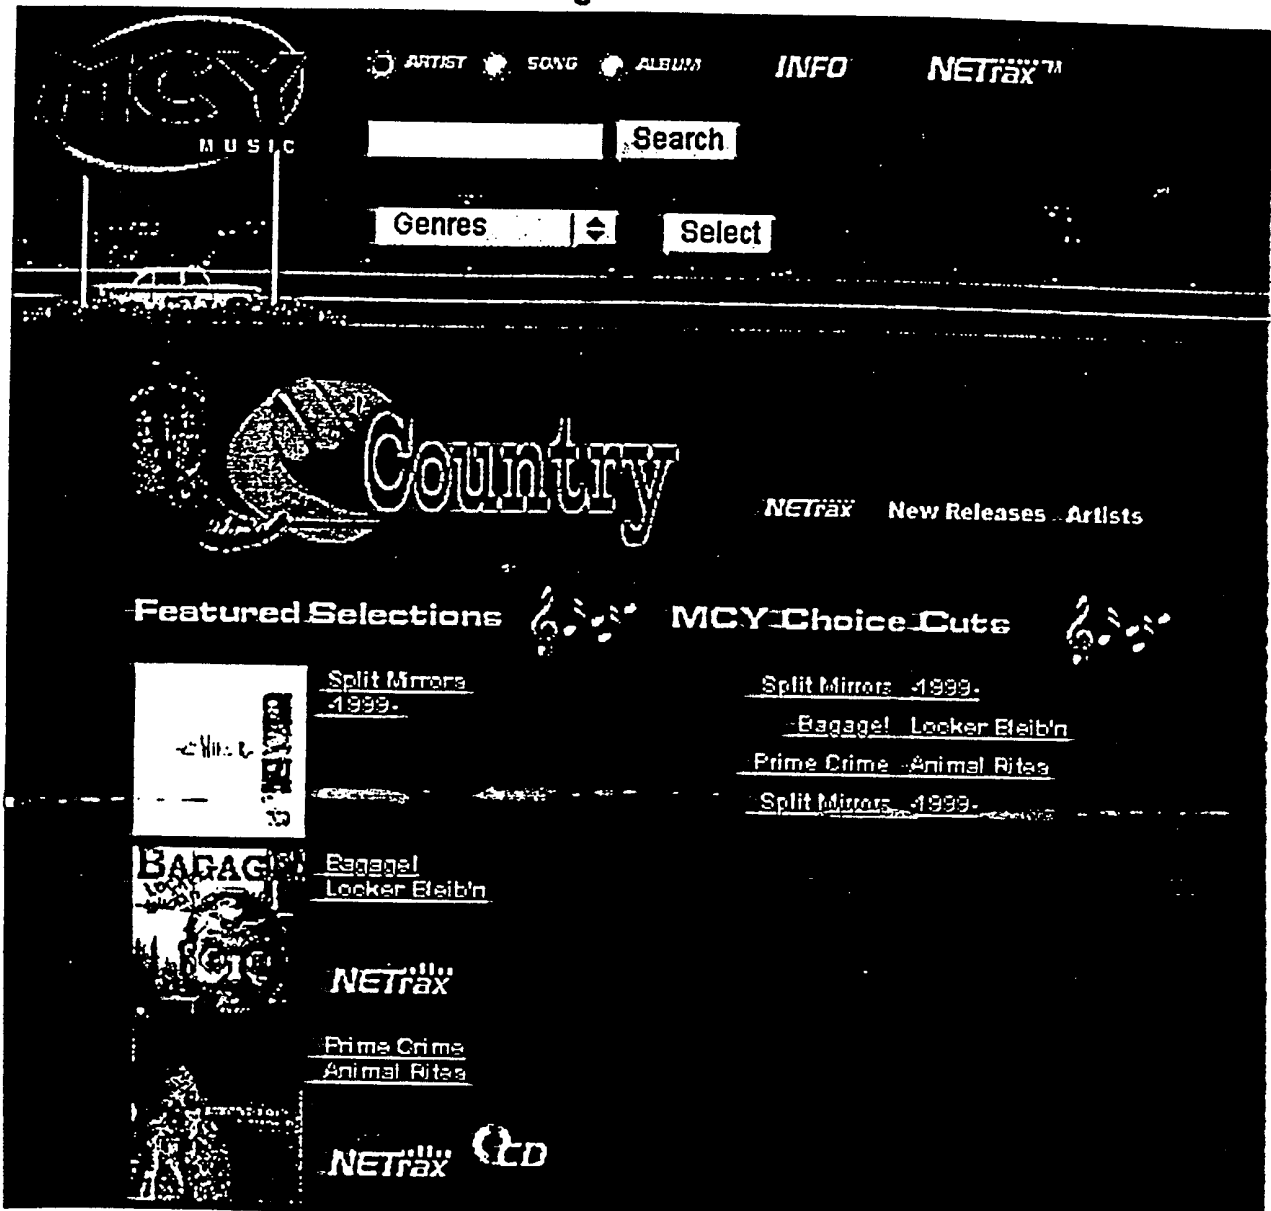 MCY
MUSIC
ARTIST SONG ALBUM INFO NETrax™
Search
Genres Select
Country
NETrax New Releases Artists
Featured Selections MCY Choice Cuts
Split Mirrors
-1999-
Split Mirrors -1999-
Bagage! Locker Bleib'n
Prime Crime Animal Rites
Split Mirrors -1999-
BAGAG
Bagage!
Locker Bleib'n
NETrax
Prime Crime
Animal Rites
NETrax CD